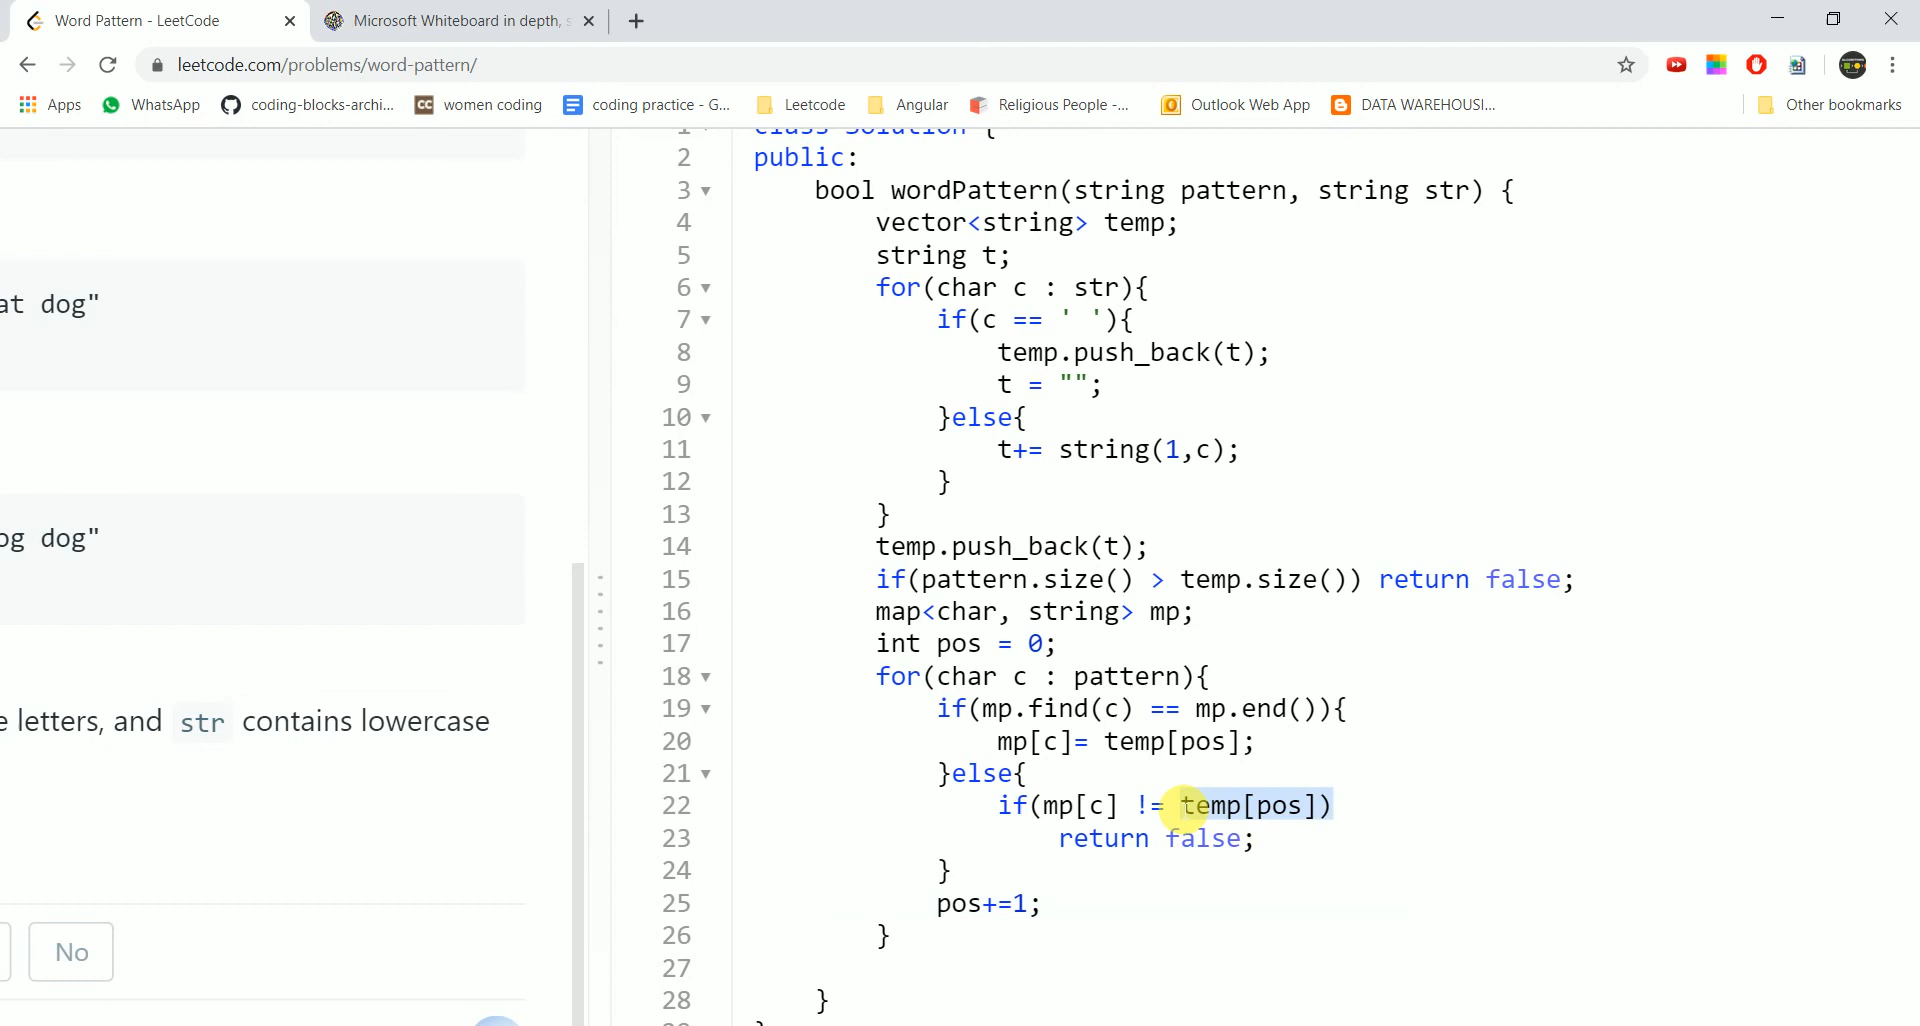 Word Pattern - LeetCode
Microsoft Whiteboard in depth,
leetcode.com/problems/word-pattern/
Apps
WhatsApp
coding-blocks-archi...
women coding
coding practice - G...
Leetcode
Angular
Religious People -...
Outlook Web App
DATA WAREHOUSI...
Other bookmarks
at dog"
og dog"
e letters, and str contains lowercase
No
1 class Solution {
2 public:
3 bool wordPattern(string pattern, string str) {
4 vector<string> temp;
5 string t;
6 for(char c : str){
7 if(c == ' '){
8 temp.push_back(t);
9 t = "";
10 }else{
11 t+= string(1,c);
12 }
13 }
14 temp.push_back(t);
15 if(pattern.size() > temp.size()) return false;
16 map<char, string> mp;
17 int pos = 0;
18 for(char c : pattern){
19 if(mp.find(c) == mp.end()){
20 mp[c]= temp[pos];
21 }else{
22 if(mp[c] != temp[pos])
23 return false;
24 }
25 pos+=1;
26 }
27
28 }